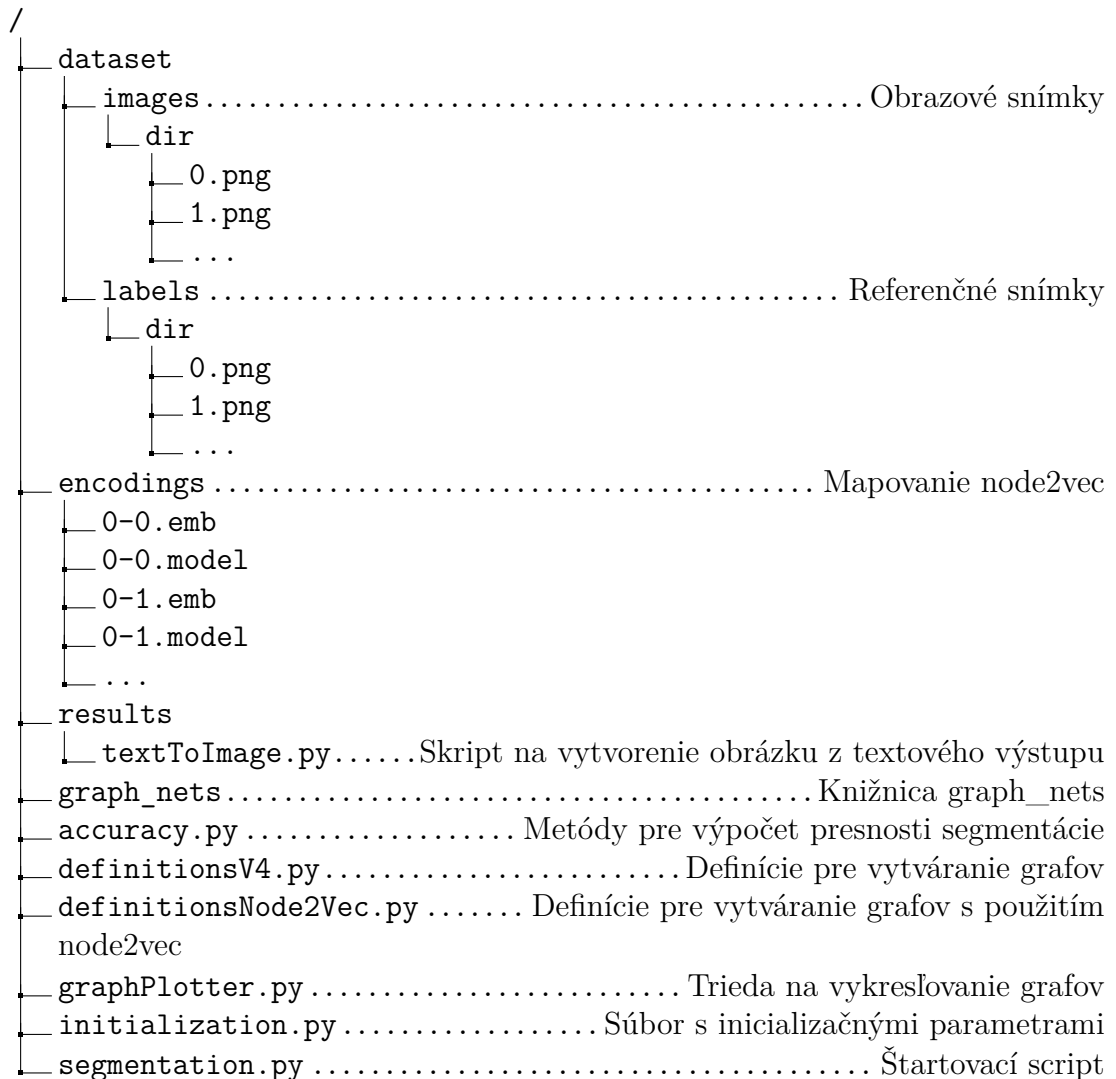 /
dataset
images . . . . . . . . . . . . . . . . . . . . . . . . . . . . . . . . . . . . . . . . . . . . . . Obrazové snímky
dir
0.png
1.png
...
labels . . . . . . . . . . . . . . . . . . . . . . . . . . . . . . . . . . . . . . . . . . . . Referenčné snímky
dir
0.png
1.png
...
encodings . . . . . . . . . . . . . . . . . . . . . . . . . . . . . . . . . . . . . . . . . . Mapovanie node2vec
0-0.emb
0-0.model
0-1.emb
0-1.model
...
results
textToImage.py......Skript na vytvorenie obrázku z textového výstupu
graph_nets . . . . . . . . . . . . . . . . . . . . . . . . . . . . . . . . . . . . . . . . . Knižnica graph_nets
accuracy.py . . . . . . . . . . . . . . . . . . . Metódy pre výpočet presnosti segmentácie
definitionsV4.py . . . . . . . . . . . . . . . . . . . . . . . . . Definície pre vytváranie grafov
definitionsNode2Vec.py . . . . . . . Definície pre vytváranie grafov s použitím
node2vec
graphPlotter.py . . . . . . . . . . . . . . . . . . . . . . . . . . Trieda na vykresľovanie grafov
initialization.py . . . . . . . . . . . . . . . . . . Súbor s inicializačnými parametrami
segmentation.py . . . . . . . . . . . . . . . . . . . . . . . . . . . . . . . . . . . . . . . Štartovací script